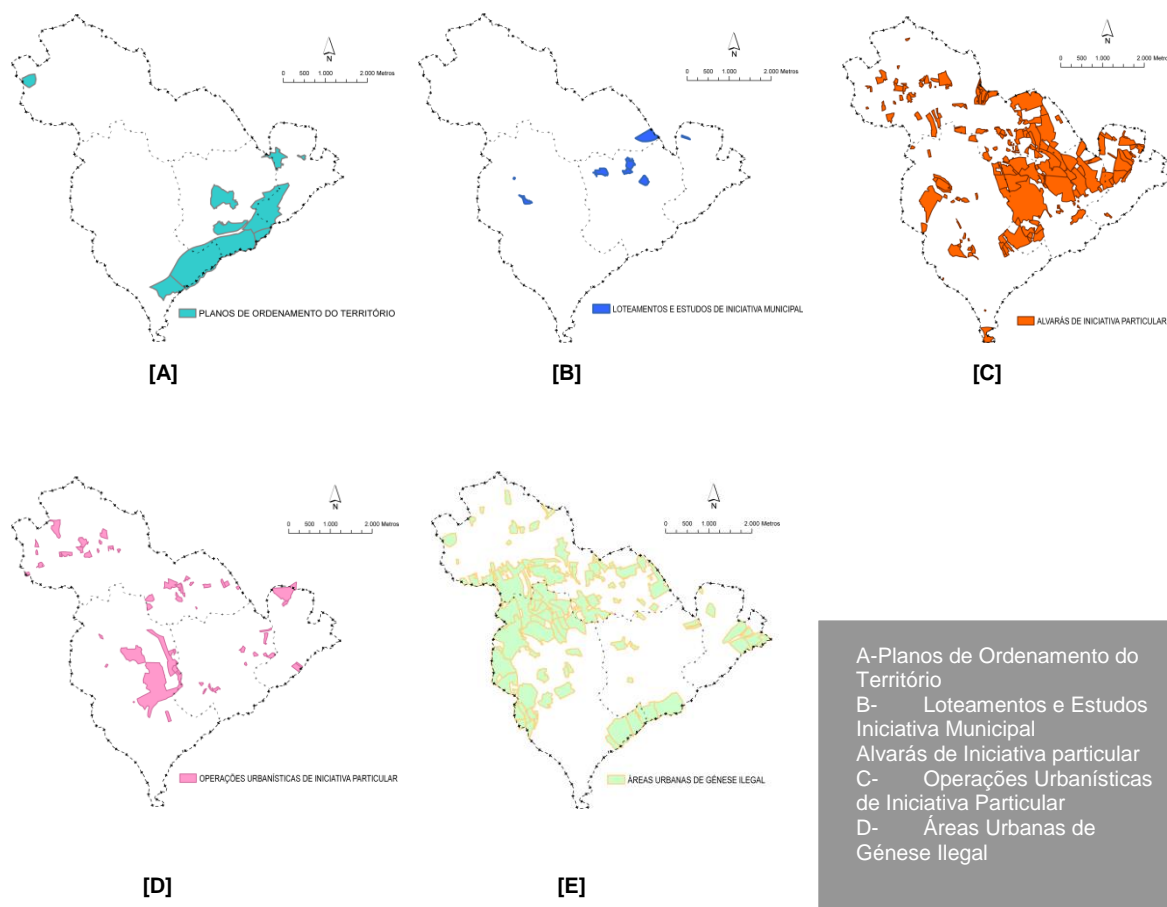 N
0 500 1.000 2.000 Metros
PLANOS DE ORDENAMENTO DO TERRITÓRIO
[A]
N
0 500 1.000 2.000 Metros
LOTEAMENTOS E ESTUDOS DE INICIATIVA MUNICIPAL
[B]
N
0 500 1.000 2.000 Metros
ALVARÁS DE INICIATIVA PARTICULAR
[C]
N
0 500 1.000 2.000 Metros
OPERAÇÕES URBANÍSTICAS DE INICIATIVA PARTICULAR
[D]
N
0 500 1.000 2.000 Metros
ÁREAS URBANAS DE GÉNESE ILEGAL
[E]
A-Planos de Ordenamento do
Território
B- Loteamentos e Estudos
Iniciativa Municipal
Alvarás de Iniciativa particular
C- Operações Urbanísticas
de Iniciativa Particular
D- Áreas Urbanas de
Génese Ilegal